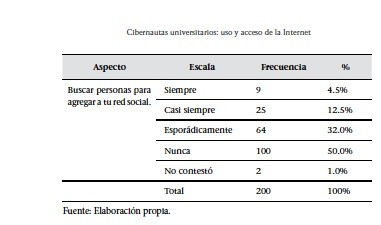 Cibernautas universitarios: uso y acceso de la Internet
Aspecto Escala Frecuencia %
Buscar personas para Siempre 9 4.5%
agregar a tu red social. Casi siempre 25 12.5%
Esporádicamente 64 32.0%
Nunca 100 50.0%
No contestó 2 1.0%
Total 200 100%
Fuente: Elaboración propia.